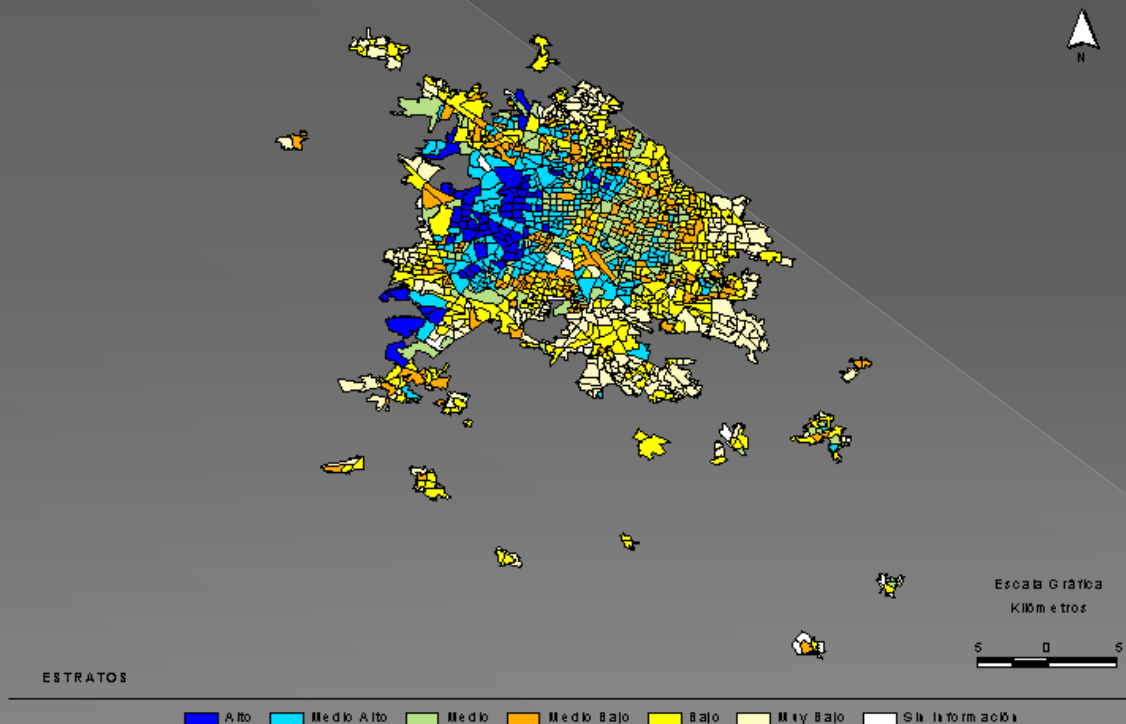 N
Escala Gráfica
Kilómetros
5 0 5
ESTRATOS
Alto Medio Alto Medio Medio Bajo Bajo Muy Bajo Sin Información